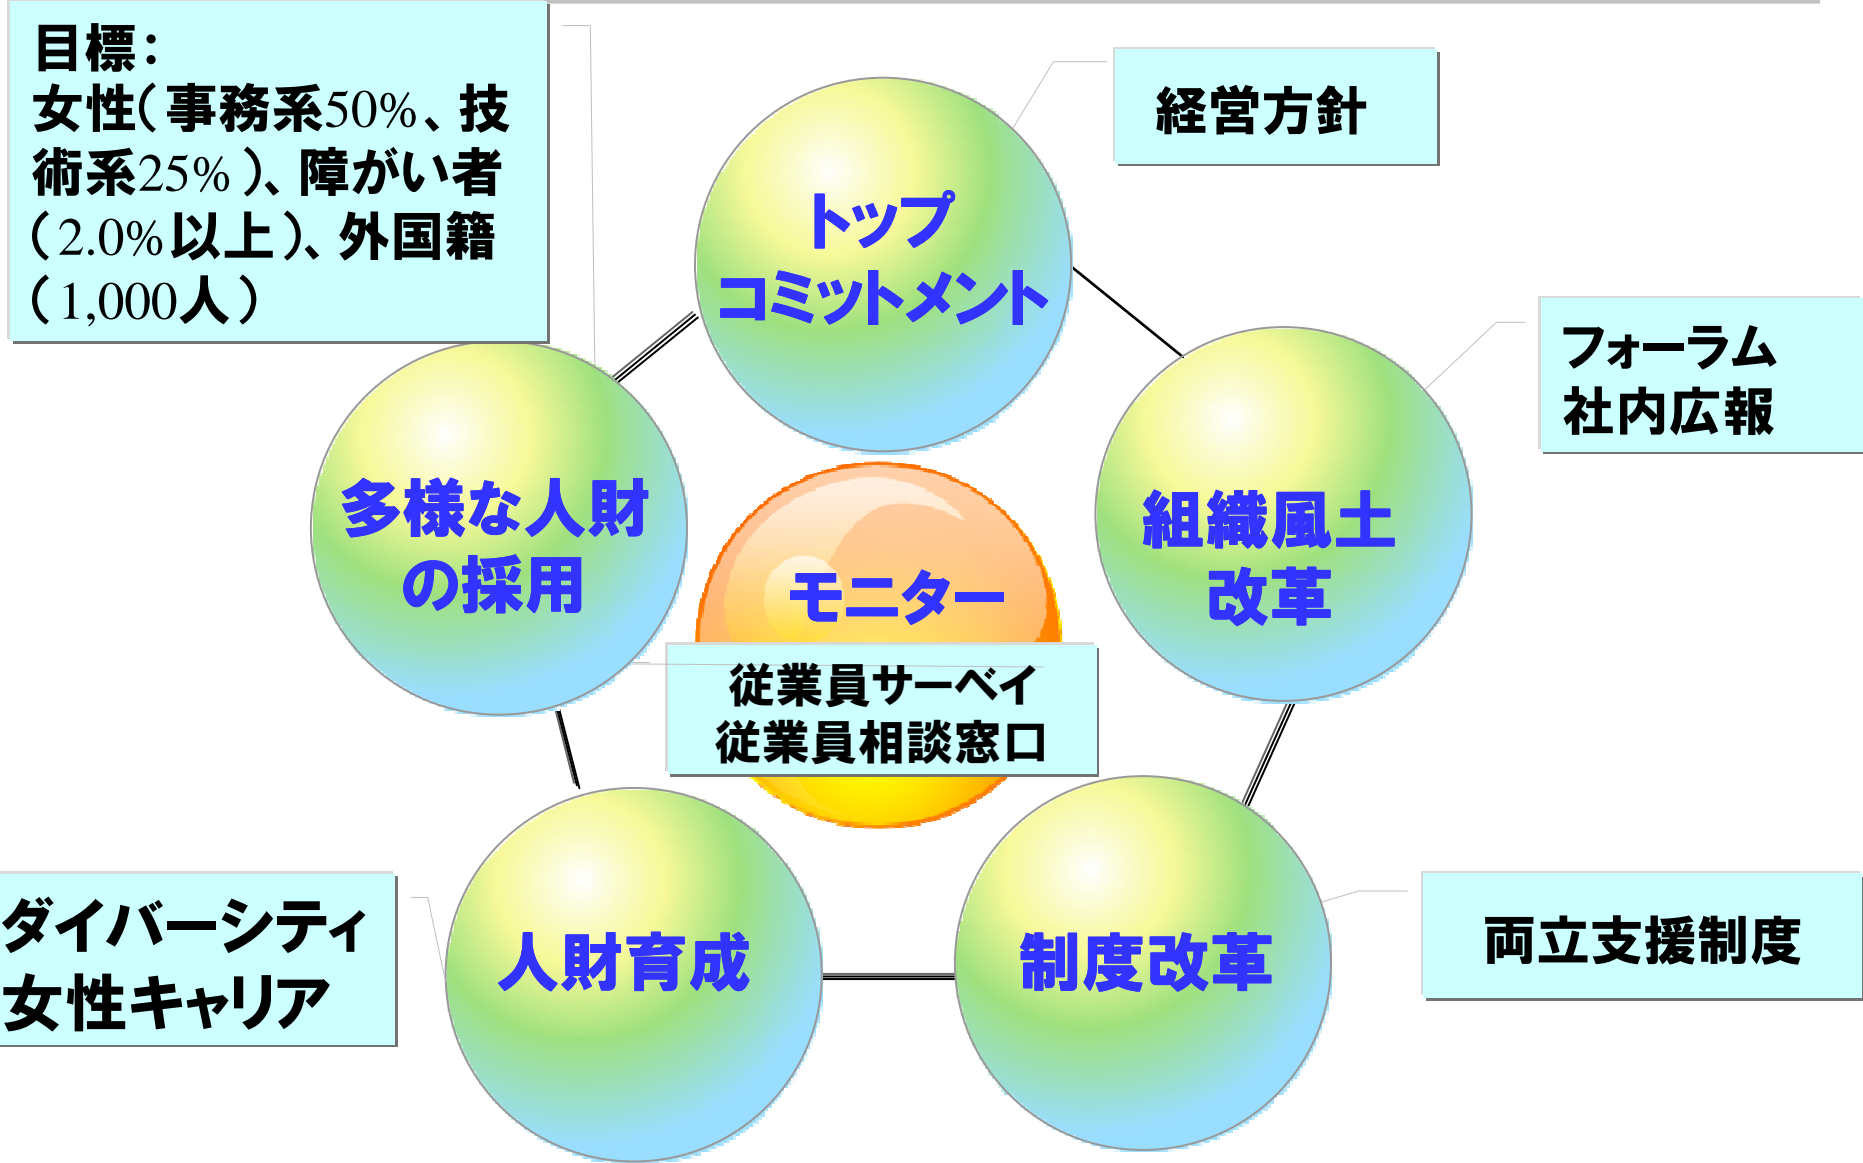 目標：
女性（事務系50%、技
術系25%）、障がい者
（2.0%以上）、外国籍
（1,000人）
経営方針
トップ
コミットメント
フォーラム
社内広報
多様な人財
の採用
組織風土
改革
モニター
従業員サーベイ
従業員相談窓口
ダイバーシティ
女性キャリア
人財育成
制度改革
両立支援制度